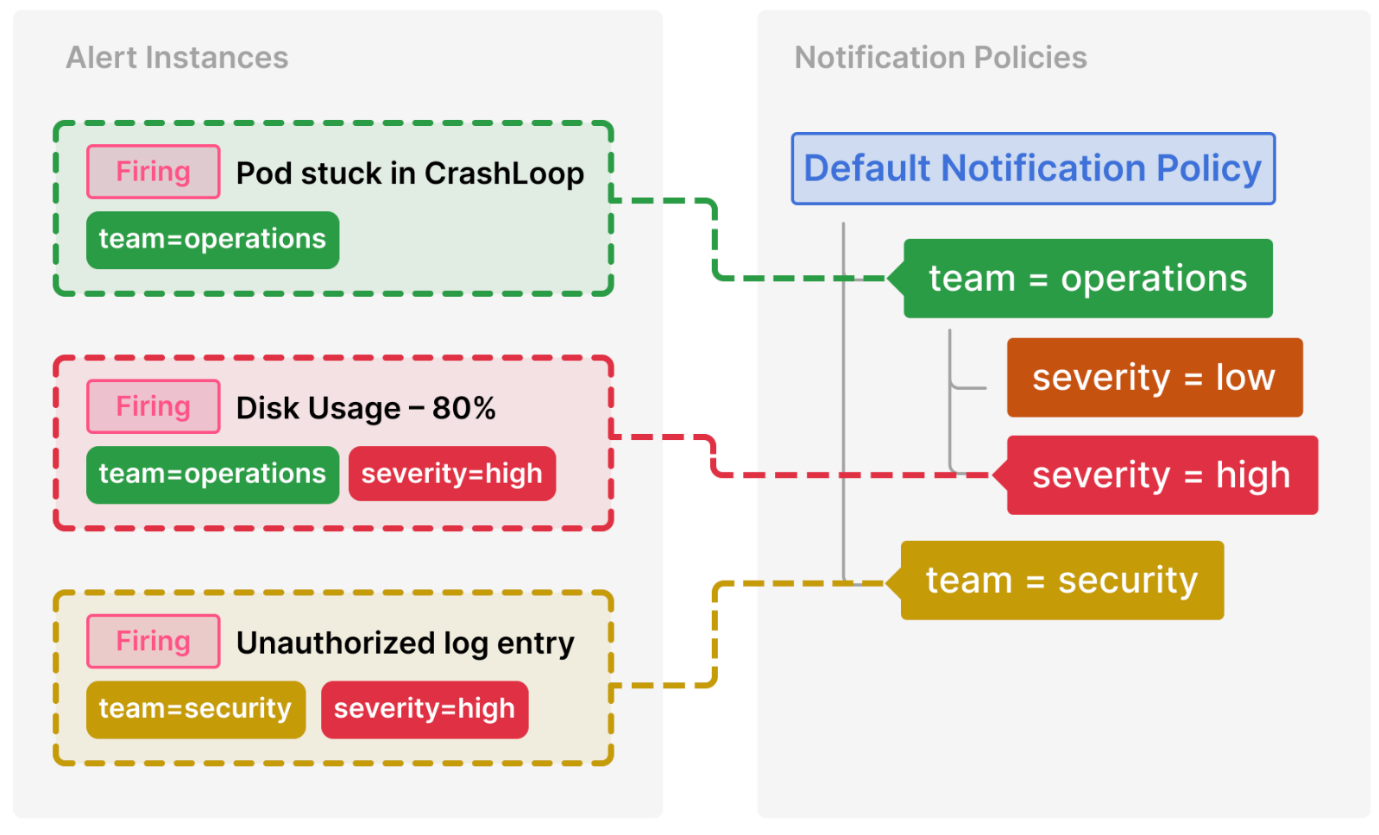 Alert Instances
Firing
Pod stuck in CrashLoop
team=operations
Firing
Disk Usage – 80%
team=operations
severity=high
Firing
Unauthorized log entry
team=security
severity=high
Notification Policies
Default Notification Policy
team = operations
severity = low
severity = high
team = security